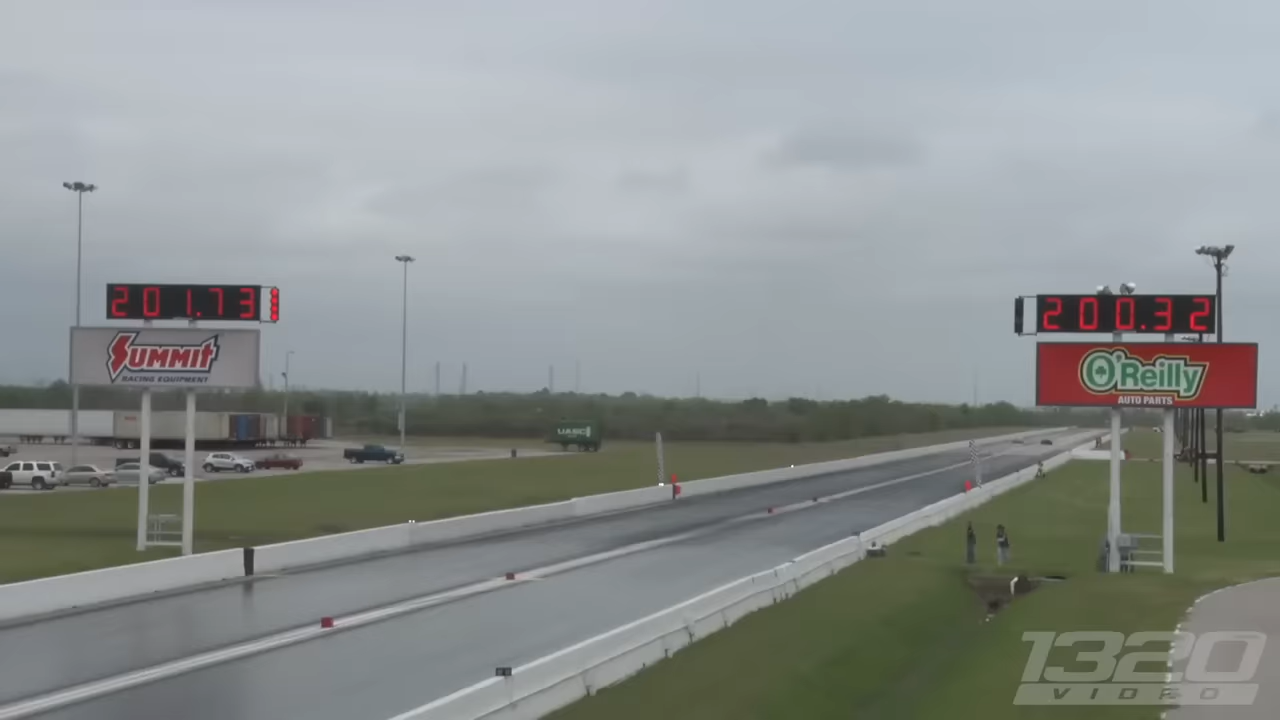 201.73
SUMMIT
RACING EQUIPMENT
200.32
O'Reilly
AUTO PARTS
1320
VIDEO